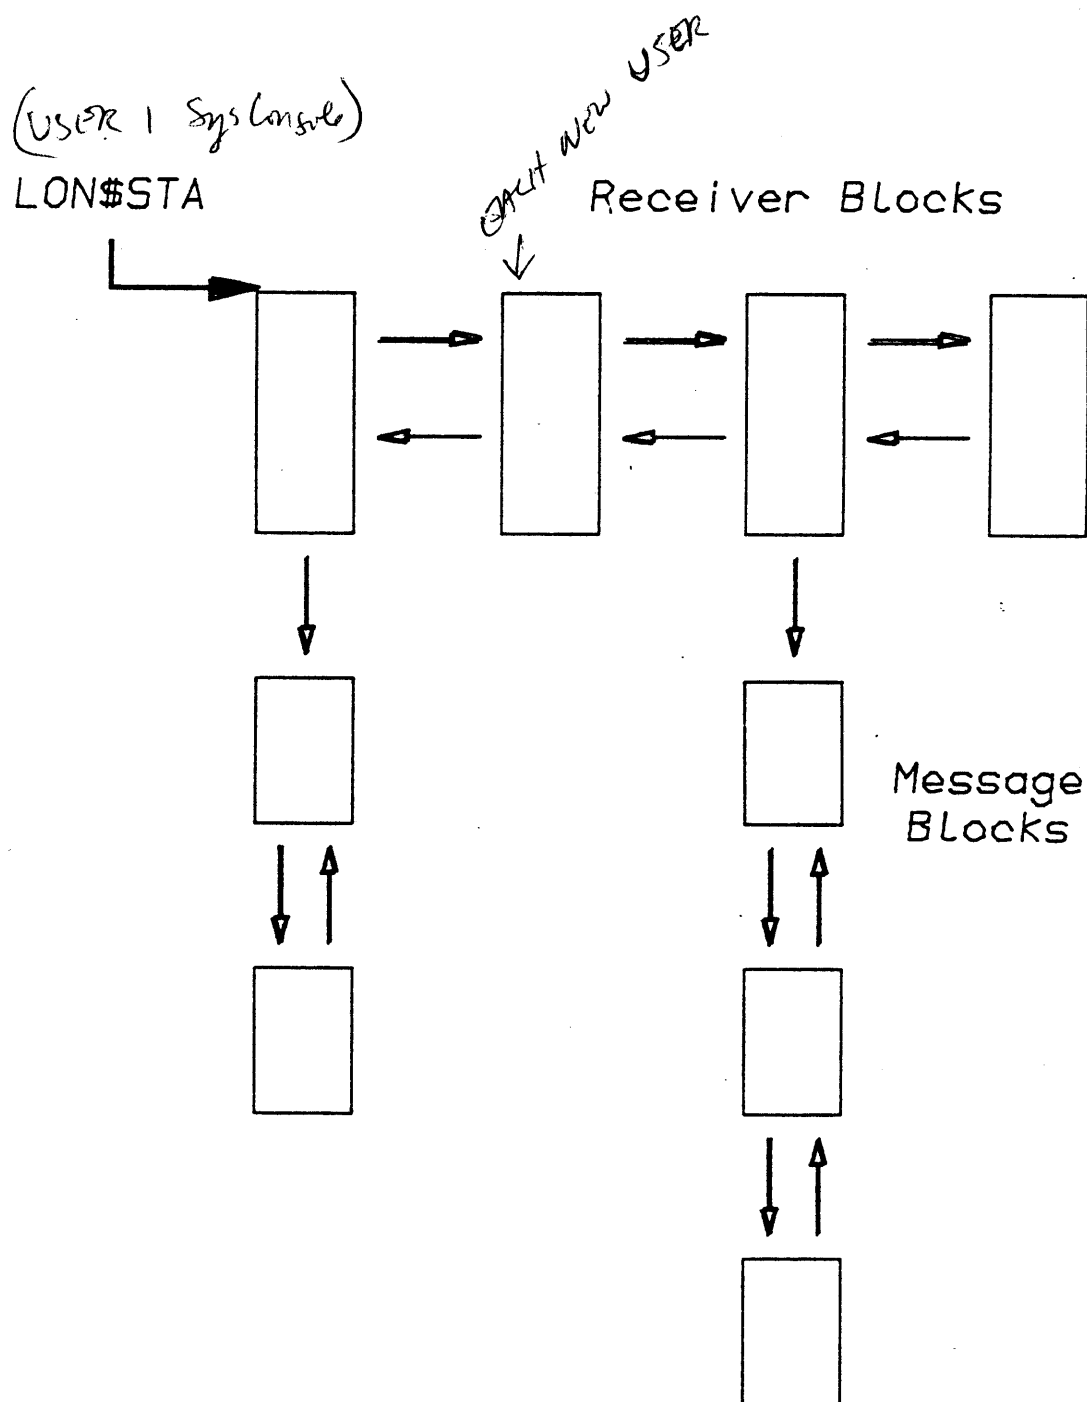 (USER 1 SysConsole)
LON$STA
EACH NEW USER
Receiver Blocks
Message
Blocks